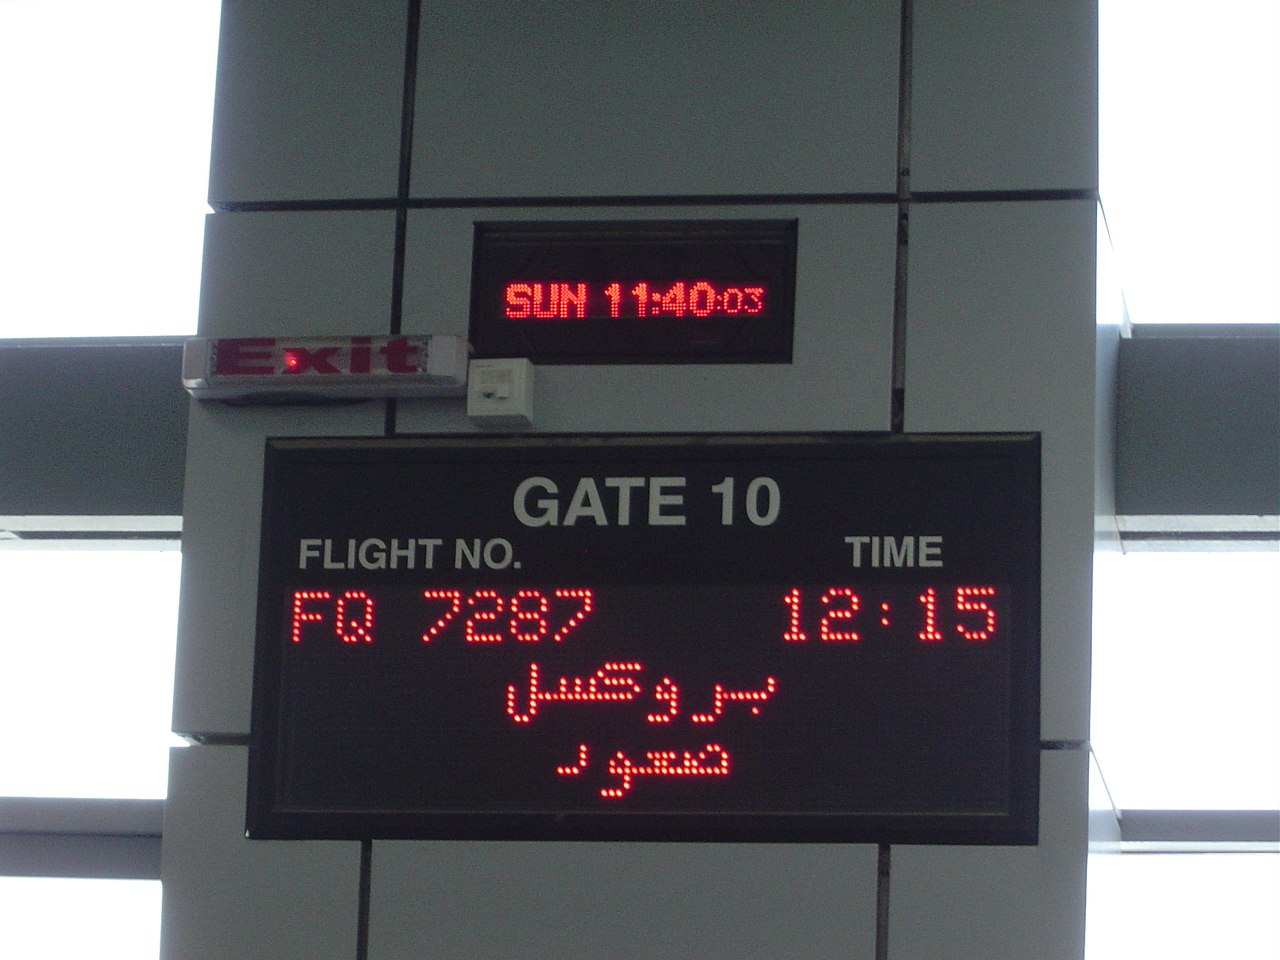 SUN 11:40:03
Exit
GATE 10
FLIGHT NO. TIME
FQ 7287 12:15
بروكسل
صعود